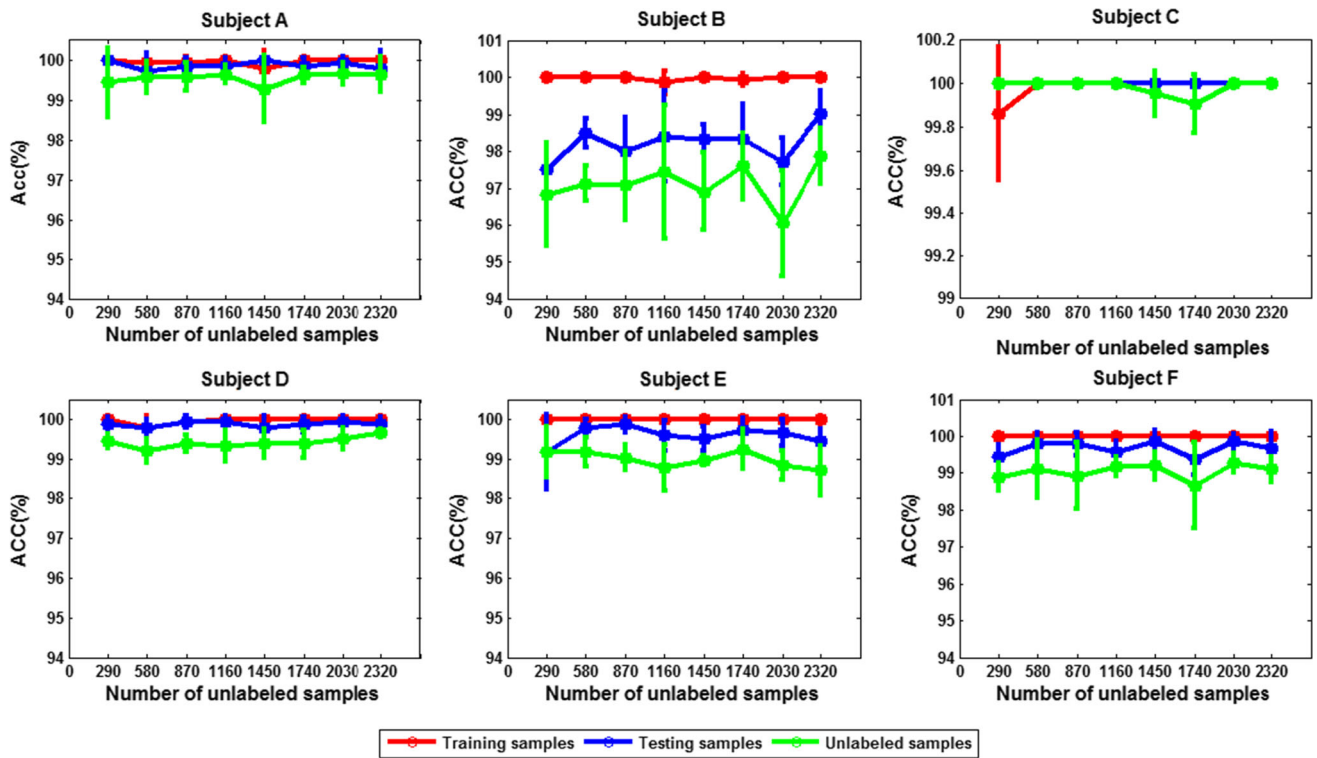 Subject A
Acc(%)
100
99
98
97
96
95
94
0 290 580 870 1160 1450 1740 2030 2320
Number of unlabeled samples
Subject B
ACC(%)
101
100
99
98
97
96
95
94
0 290 580 870 1160 1450 1740 2030 2320
Number of unlabeled samples
Subject C
ACC(%)
100.2
100
99.8
99.6
99.4
99.2
99
0 290 580 870 1160 1450 1740 2030 2320
Number of unlabeled samples
Subject D
ACC(%)
100
99
98
97
96
95
94
0 290 580 870 1160 1450 1740 2030 2320
Number of unlabeled samples
Subject E
ACC(%)
100
99
98
97
96
95
94
0 290 580 870 1160 1450 1740 2030 2320
Number of unlabeled samples
Subject F
ACC(%)
101
100
99
98
97
96
95
94
0 290 580 870 1160 1450 1740 2030 2320
Number of unlabeled samples
Training samples Testing samples Unlabeled samples